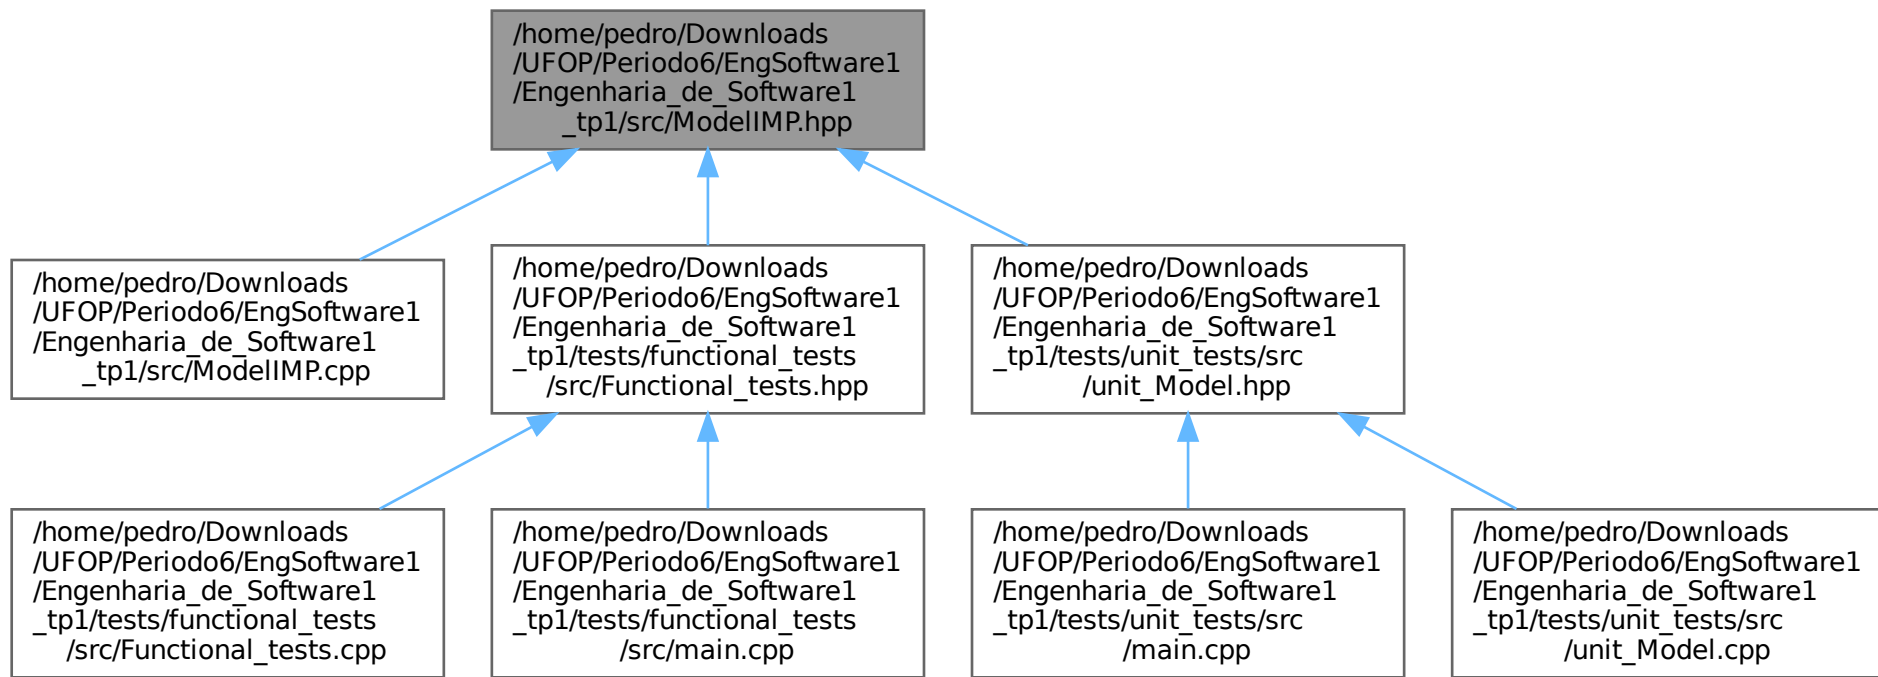 /home/pedro/Downloads
/UFOP/Periodo6/EngSoftware1
/Engenharia_de_Software1
_tp1/src/ModelIMP.hpp
/home/pedro/Downloads
/UFOP/Periodo6/EngSoftware1
/Engenharia_de_Software1
_tp1/src/ModelIMP.cpp
/home/pedro/Downloads
/UFOP/Periodo6/EngSoftware1
/Engenharia_de_Software1
_tp1/tests/functional_tests
/src/Functional_tests.hpp
/home/pedro/Downloads
/UFOP/Periodo6/EngSoftware1
/Engenharia_de_Software1
_tp1/tests/unit_tests/src
/unit_Model.hpp
/home/pedro/Downloads
/UFOP/Periodo6/EngSoftware1
/Engenharia_de_Software1
_tp1/tests/functional_tests
/src/Functional_tests.cpp
/home/pedro/Downloads
/UFOP/Periodo6/EngSoftware1
/Engenharia_de_Software1
_tp1/tests/functional_tests
/src/main.cpp
/home/pedro/Downloads
/UFOP/Periodo6/EngSoftware1
/Engenharia_de_Software1
_tp1/tests/unit_tests/src
/main.cpp
/home/pedro/Downloads
/UFOP/Periodo6/EngSoftware1
/Engenharia_de_Software1
_tp1/tests/unit_tests/src
/unit_Model.cpp